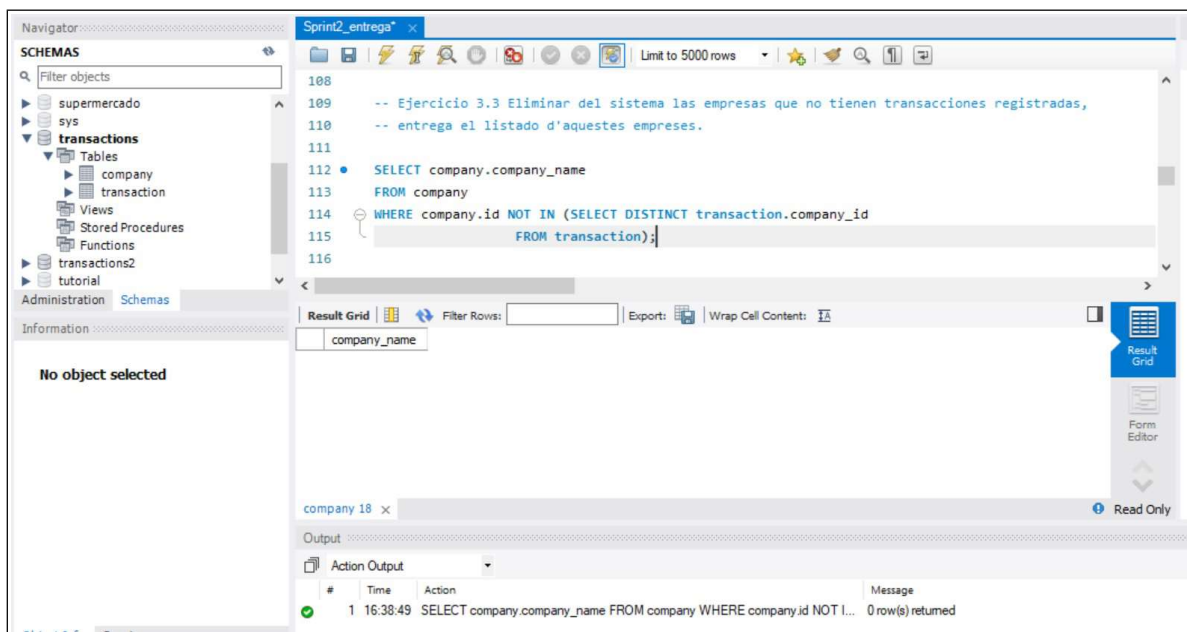 Navigator
SCHEMAS
Filter objects
supermercado
sys
transactions
Tables
company
transaction
Views
Stored Procedures
Functions
transactions2
tutorial
Administration Schemas
Information
No object selected
Sprint2_entrega*
Limit to 5000 rows
108
109 -- Ejercicio 3.3 Eliminar del sistema las empresas que no tienen transacciones registradas,
110 -- entrega el listado d'aquestes empreses.
111
112 SELECT company.company_name
113 FROM company
114 WHERE company.id NOT IN (SELECT DISTINCT transaction.company_id
115 FROM transaction);
116
Result Grid Filter Rows: Export: Wrap Cell Content:
company_name
Result Grid
Form Editor
company 18
Read Only
Output
Action Output
# Time Action Message
1 16:38:49 SELECT company.company_name FROM company WHERE company.id NOT I... 0 row(s) returned